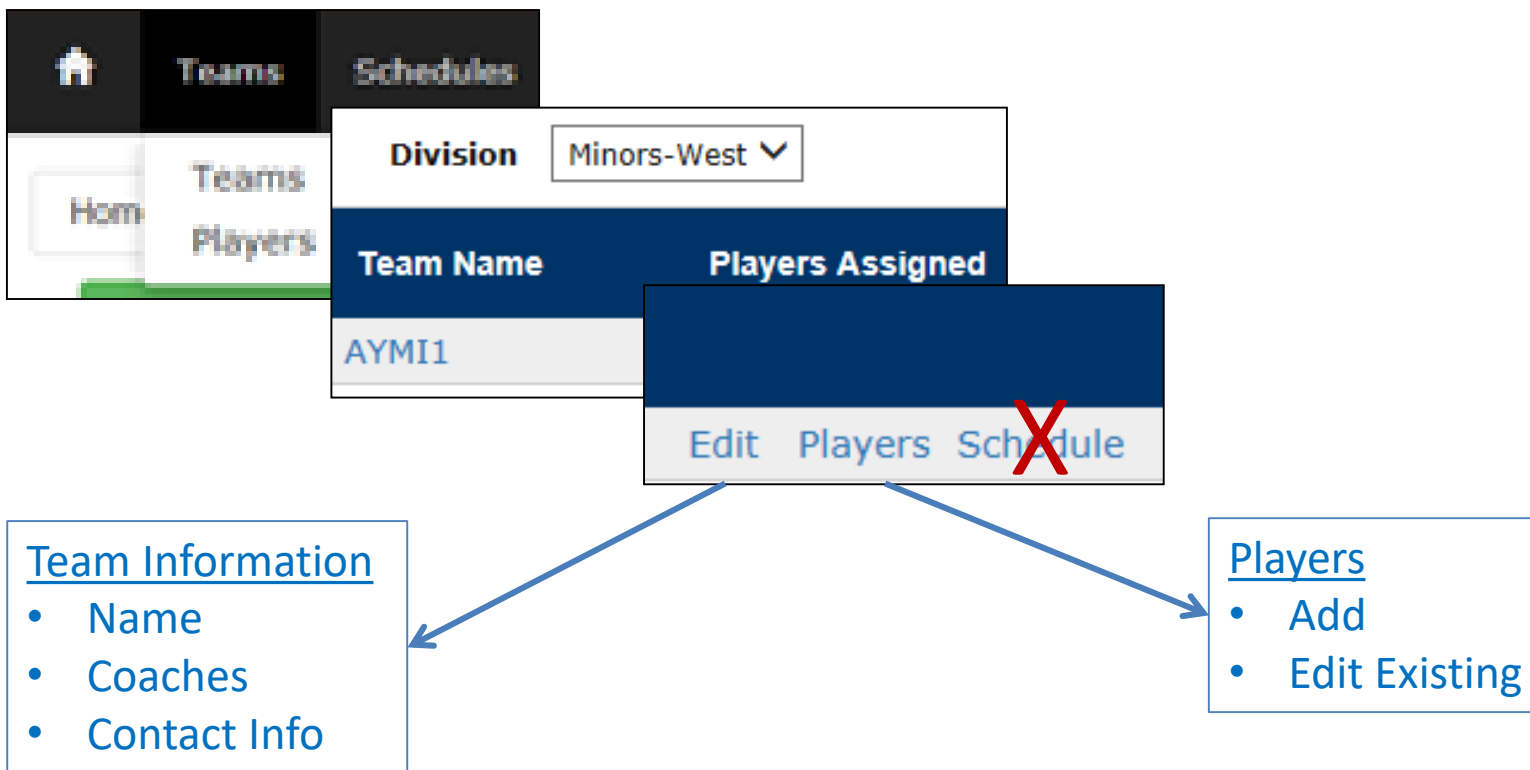 Teams Schedules
Teams
Players
Hom
Division Minors-West
Team Name Players Assigned
AYMI1
Edit Players Schedule
X
Team Information
• Name
• Coaches
• Contact Info
Players
• Add
• Edit Existing